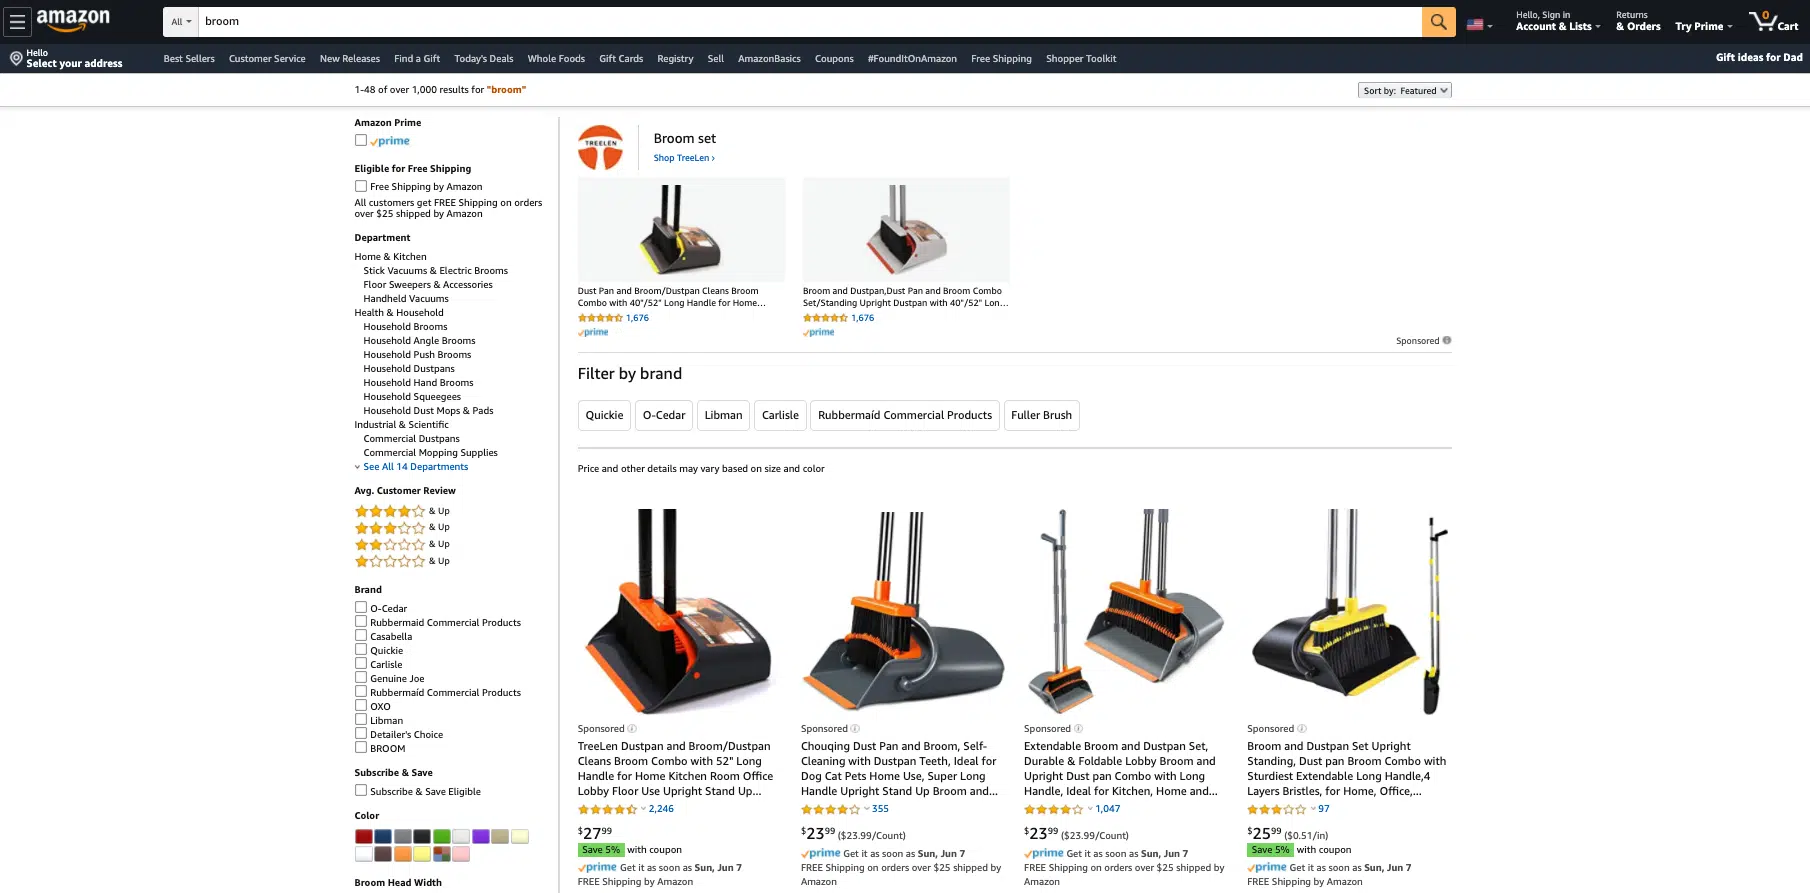 amazon
All
broom
Hello, Sign in
Account & Lists
Returns
& Orders
Try Prime
0
Cart
Hello
Select your address
Best Sellers
Customer Service
New Releases
Find a Gift
Today's Deals
Whole Foods
Gift Cards
Registry
Sell
AmazonBasics
Coupons
#FoundItOnAmazon
Free Shipping
Shopper Toolkit
Gift ideas for Dad
1-48 of over 1,000 results for "broom"
Sort by: Featured
Amazon Prime
prime
Eligible for Free Shipping
Free Shipping by Amazon
All customers get FREE Shipping on orders
over $25 shipped by Amazon
Department
Home & Kitchen
Stick Vacuums & Electric Brooms
Floor Sweepers & Accessories
Handheld Vacuums
Health & Household
Household Brooms
Household Angle Brooms
Household Push Brooms
Household Dustpans
Household Hand Brooms
Household Squeegees
Household Dust Mops & Pads
Industrial & Scientific
Commercial Dustpans
Commercial Mopping Supplies
See All 14 Departments
Avg. Customer Review
& Up
& Up
& Up
& Up
Brand
O-Cedar
Rubbermaid Commercial Products
Casabella
Quickie
Carlisle
Genuine Joe
Rubbermaíd Commercial Products
OXO
Libman
Detailer's Choice
BROOM
Subscribe & Save
Subscribe & Save Eligible
Color
Broom Head Width
TREELEN
Broom set
Shop TreeLen ›
Dust Pan and Broom/Dustpan Cleans Broom
Combo with 40"/52" Long Handle for Home...
1,676
prime
Broom and Dustpan,Dust Pan and Broom Combo
Set/Standing Upright Dustpan with 40"/52" Lon...
1,676
prime
Sponsored
Filter by brand
Quickie
O-Cedar
Libman
Carlisle
Rubbermaíd Commercial Products
Fuller Brush
Price and other details may vary based on size and color
Sponsored
TreeLen Dustpan and Broom/Dustpan
Cleans Broom Combo with 52" Long
Handle for Home Kitchen Room Office
Lobby Floor Use Upright Stand Up...
2,246
$27.99
Save 5% with coupon
prime Get it as soon as Sun, Jun 7
FREE Shipping by Amazon
Sponsored
Chouqing Dust Pan and Broom, Self-
Cleaning with Dustpan Teeth, Ideal for
Dog Cat Pets Home Use, Super Long
Handle Upright Stand Up Broom and...
355
$23.99 ($23.99/Count)
prime Get it as soon as Sun, Jun 7
FREE Shipping on orders over $25 shipped by
Amazon
Sponsored
Extendable Broom and Dustpan Set,
Durable & Foldable Lobby Broom and
Upright Dust pan Combo with Long
Handle, Ideal for Kitchen, Home and...
1,047
$23.99 ($23.99/Count)
prime Get it as soon as Sun, Jun 7
FREE Shipping on orders over $25 shipped by
Amazon
Sponsored
Broom and Dustpan Set Upright
Standing, Dust pan Broom Combo with
Sturdiest Extendable Long Handle,4
Layers Bristles, for Home, Office,...
97
$25.99 ($0.51/in)
Save 5% with coupon
prime Get it as soon as Sun, Jun 7
FREE Shipping by Amazon